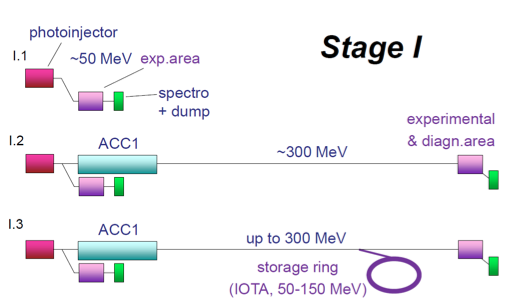 Stage I
photoinjector
I.1
~50 MeV
exp.area
spectro
+ dump
experimental
& diagn.area
I.2
ACC1
~300 MeV
I.3
ACC1
up to 300 MeV
storage ring
(IOTA, 50-150 MeV)